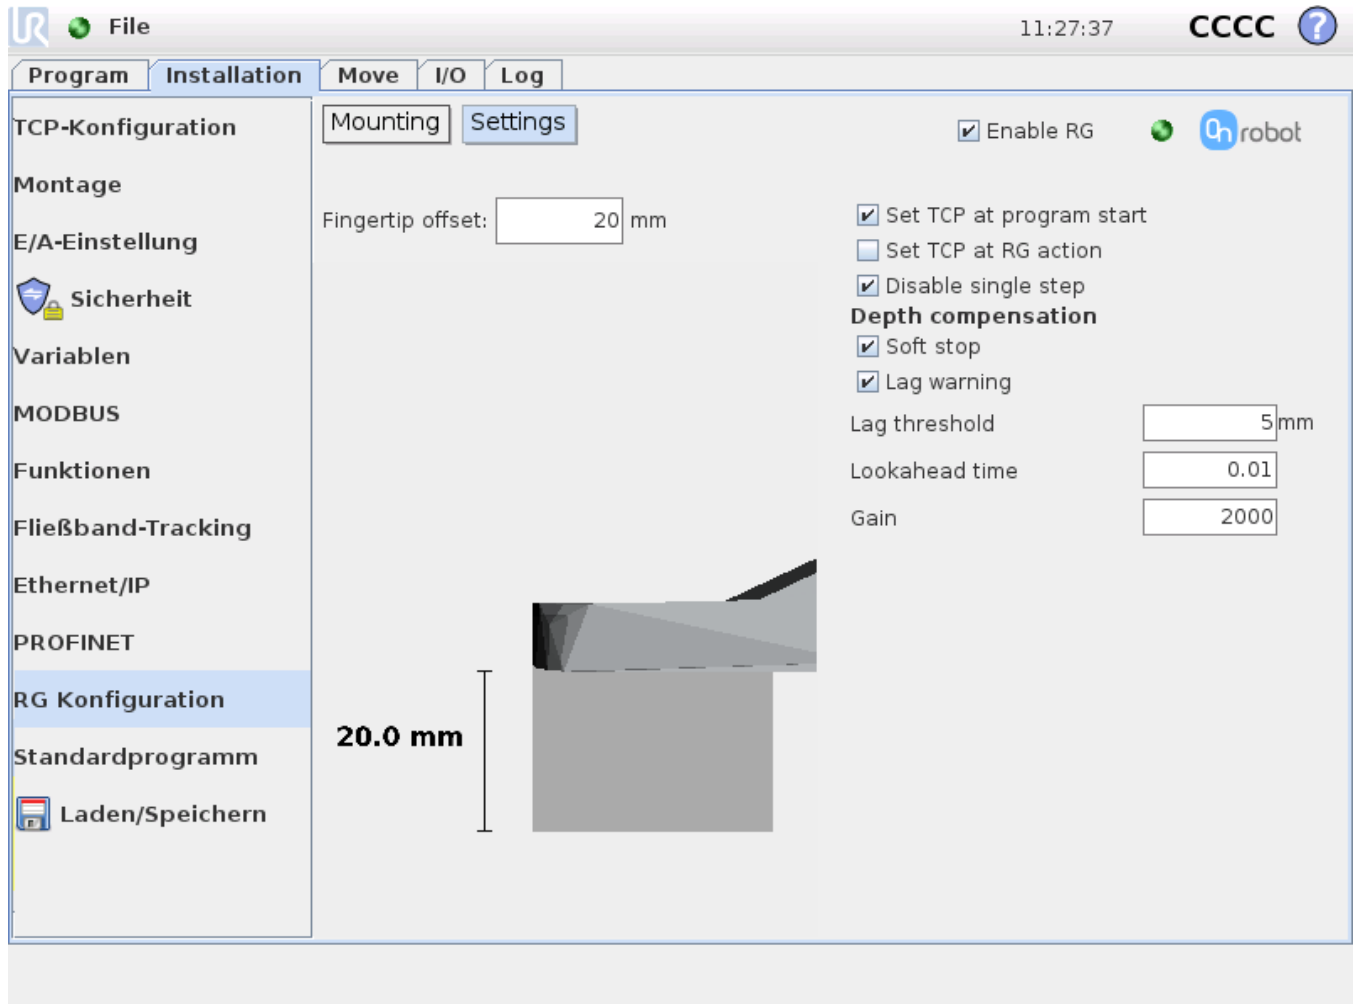 File
11:27:37
CCCC
?
Program
Installation
Move
I/O
Log
TCP-Konfiguration
Montage
E/A-Einstellung
Sicherheit
Variablen
MODBUS
Funktionen
Fließband-Tracking
Ethernet/IP
PROFINET
RG Konfiguration
Standardprogramm
Laden/Speichern
Mounting
Settings
Enable RG
On robot
Fingertip offset: 20 mm
20.0 mm
Set TCP at program start
Set TCP at RG action
Disable single step
Depth compensation
Soft stop
Lag warning
Lag threshold 5 mm
Lookahead time 0.01
Gain 2000